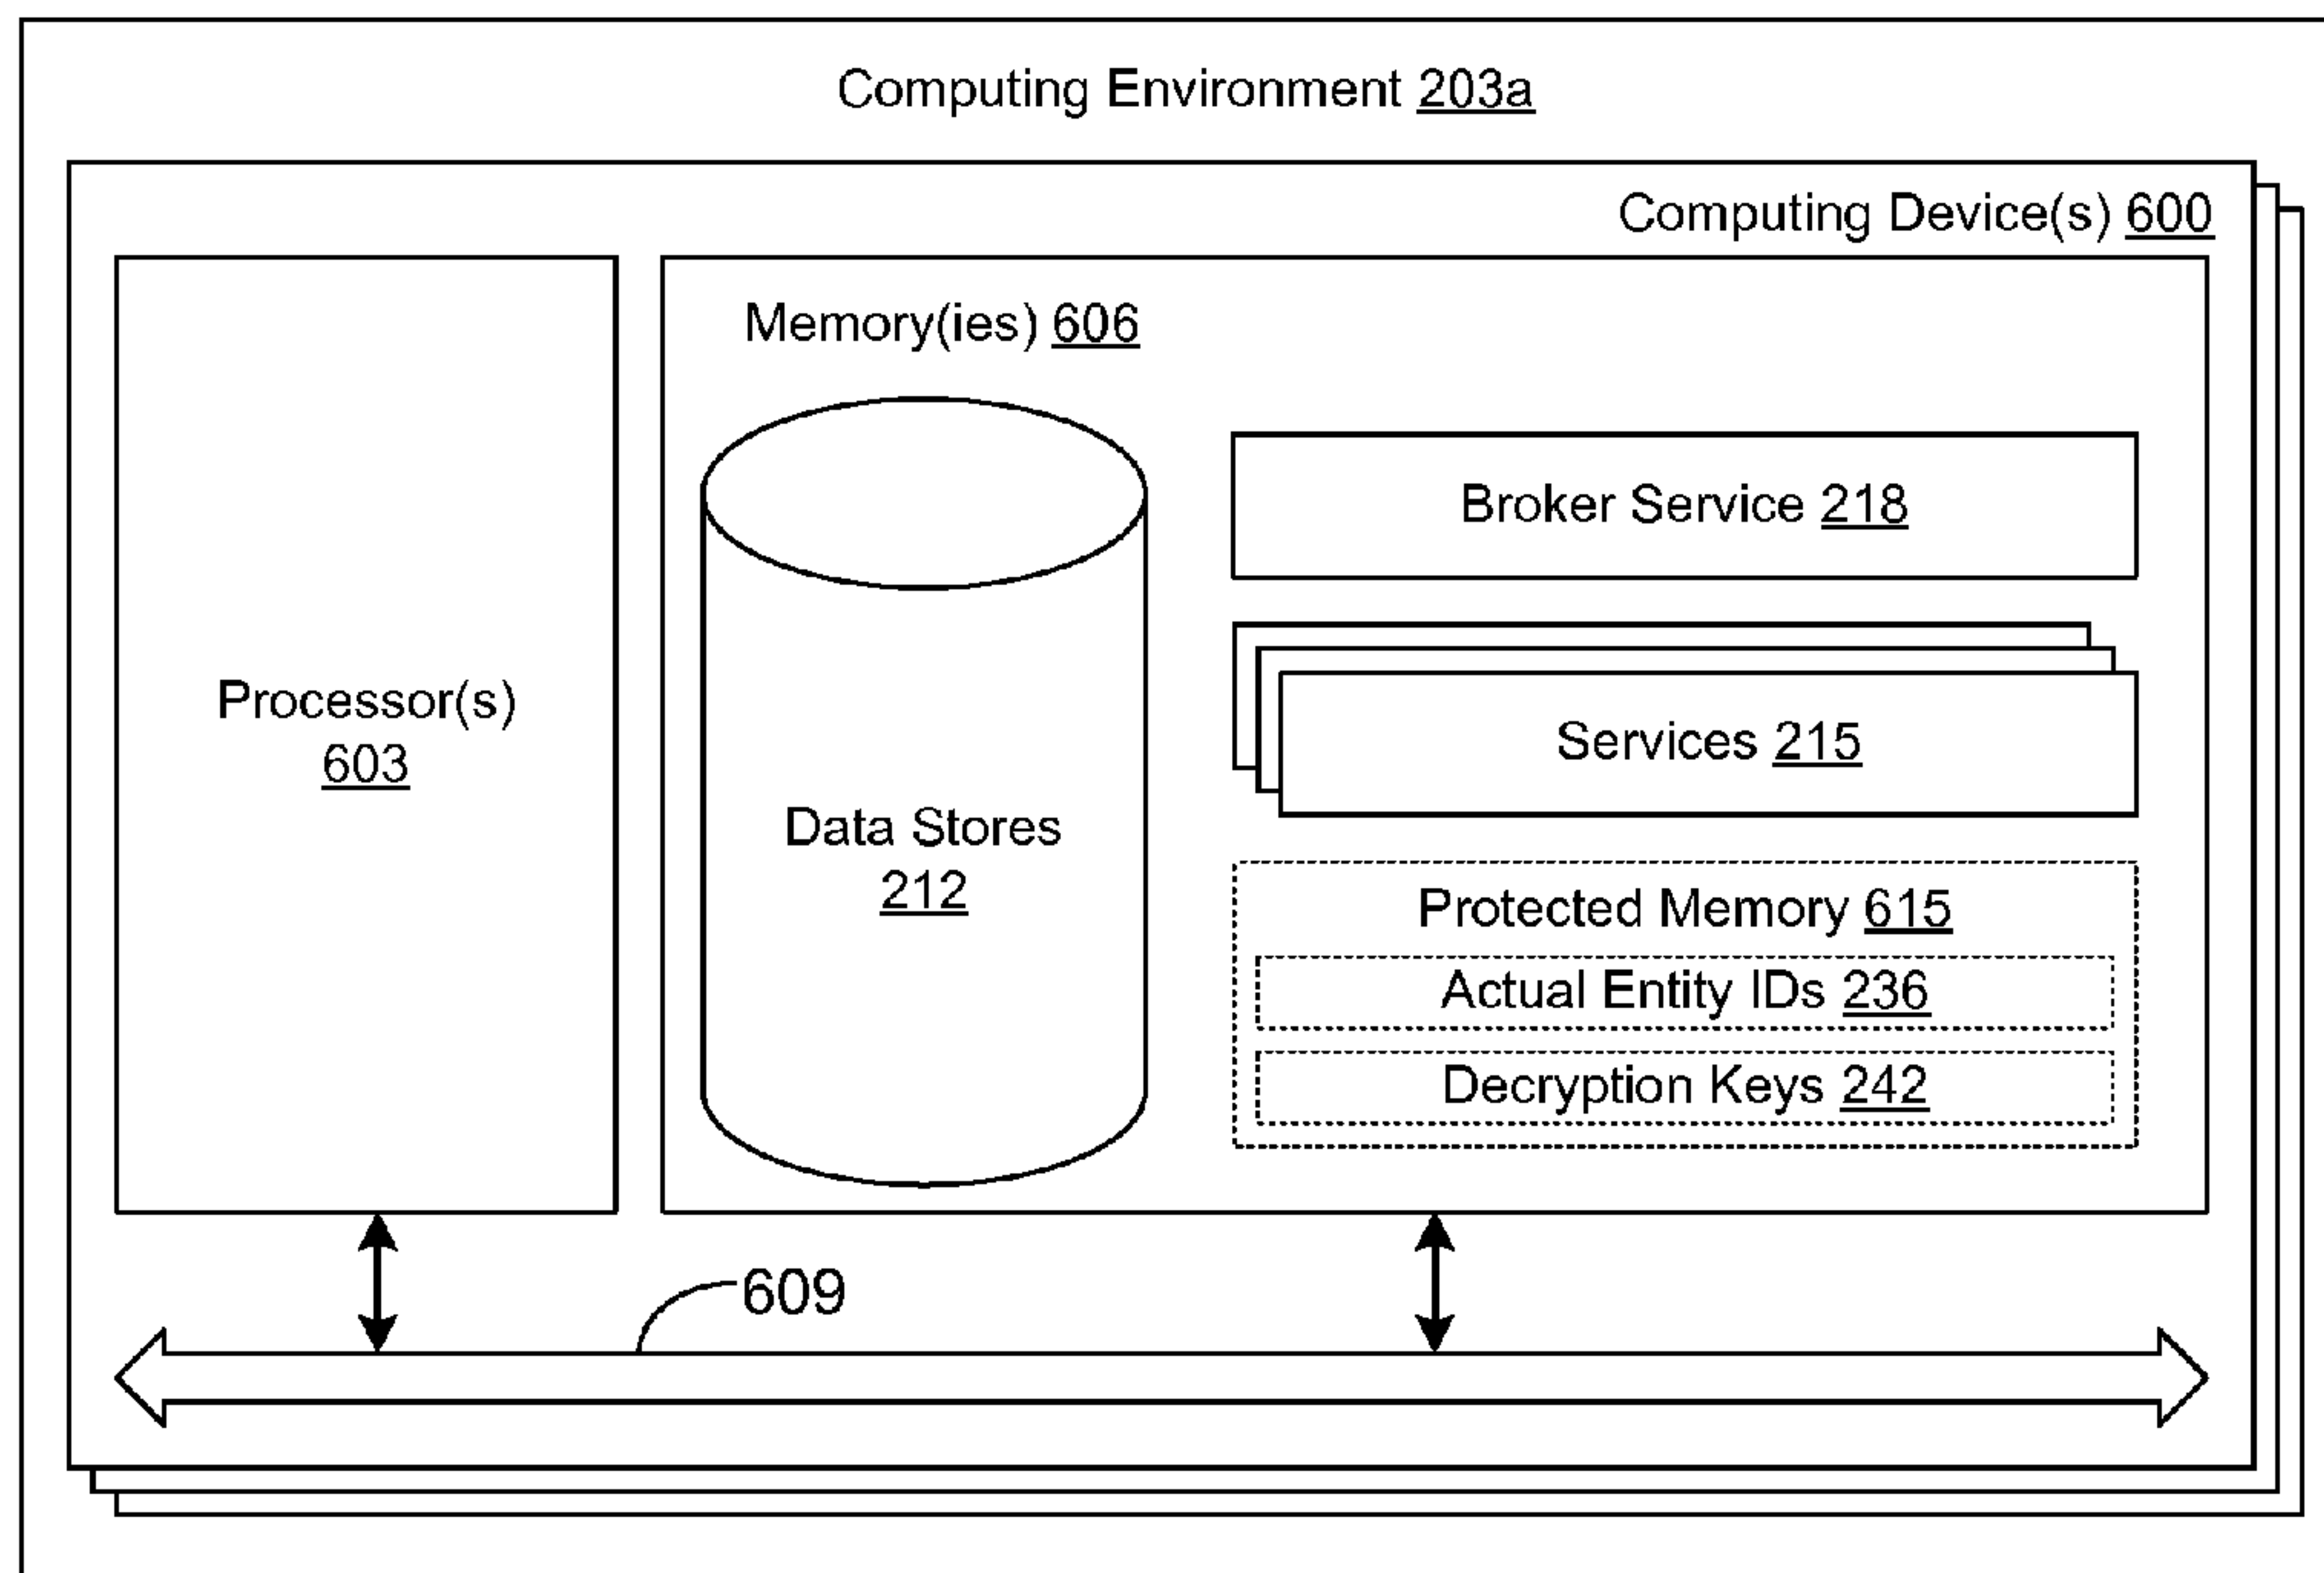 Computing Environment 203a
Computing Device(s) 600
Memory(ies) 606
Broker Service 218
Processor(s)
603
Services 215
Data Stores
212
Protected Memory 615
Actual Entity IDs 236
Decryption Keys 242
609